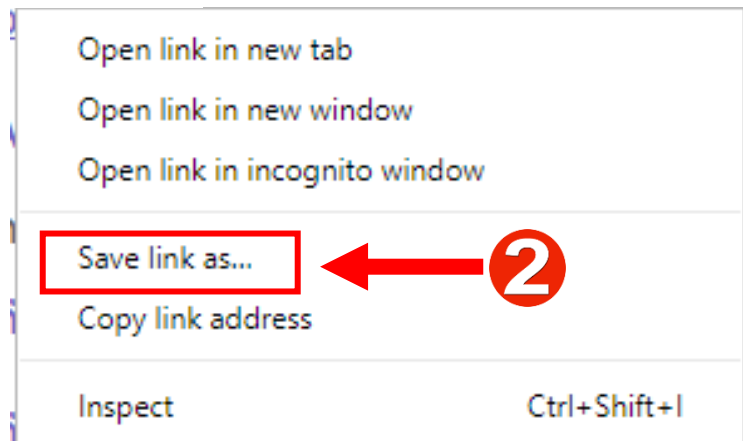 Open link in new tab
Open link in new window
Open link in incognito window
Save link as...
2
Copy link address
Inspect Ctrl+Shift+I